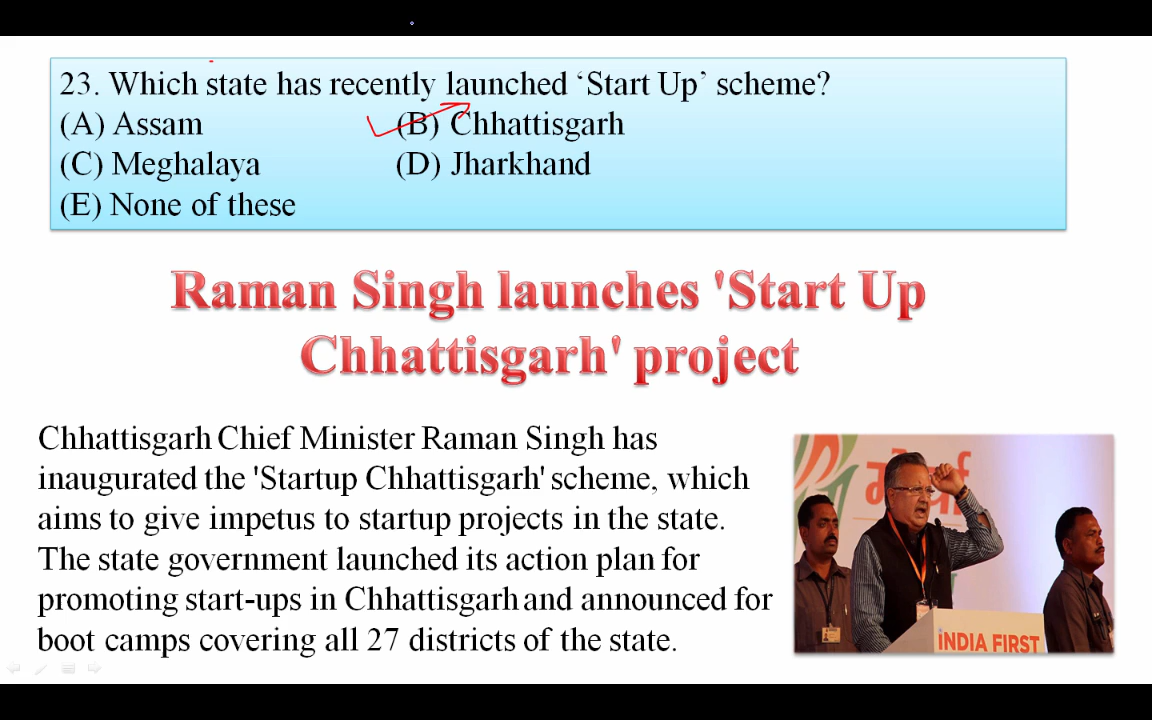 23. Which state has recently launched ‘Start Up’ scheme?
(A) Assam (B) Chhattisgarh
(C) Meghalaya (D) Jharkhand
(E) None of these
Raman Singh launches 'Start Up
Chhattisgarh' project
Chhattisgarh Chief Minister Raman Singh has
inaugurated the 'Startup Chhattisgarh' scheme, which
aims to give impetus to startup projects in the state.
The state government launched its action plan for
promoting start-ups in Chhattisgarh and announced for
boot camps covering all 27 districts of the state.
INDIA FIRST